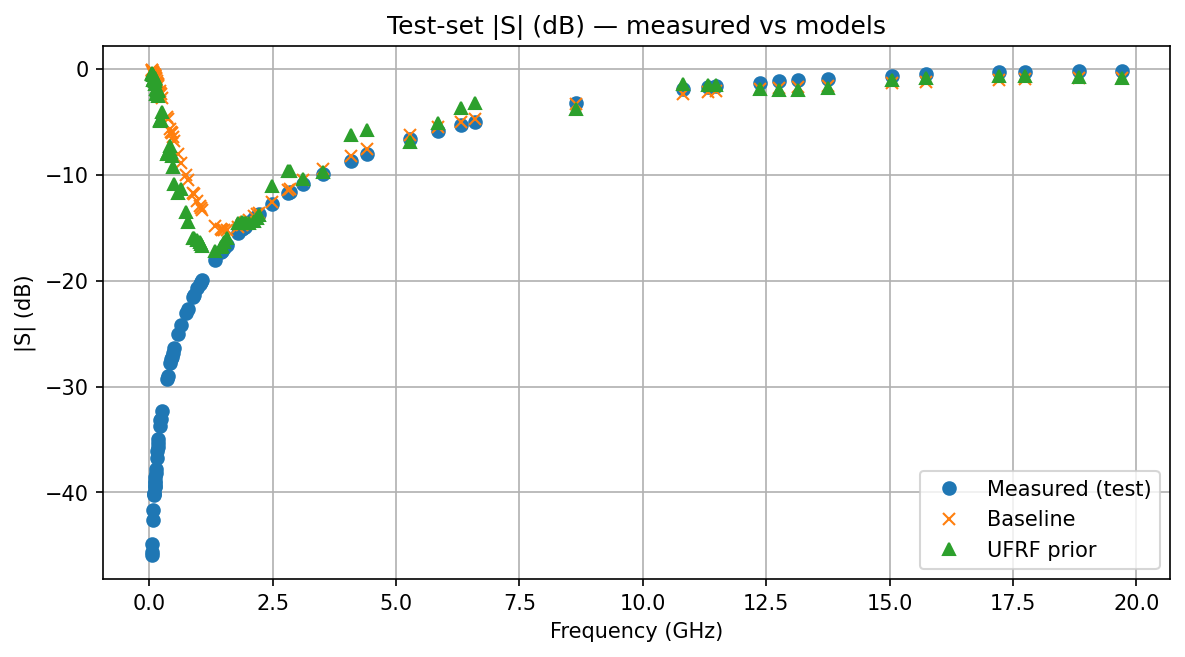 Test-set |S| (dB) — measured vs models
|S| (dB)
0
−10
−20
−30
−40
0.0 2.5 5.0 7.5 10.0 12.5 15.0 17.5 20.0
Frequency (GHz)
Measured (test)
Baseline
UFRF prior